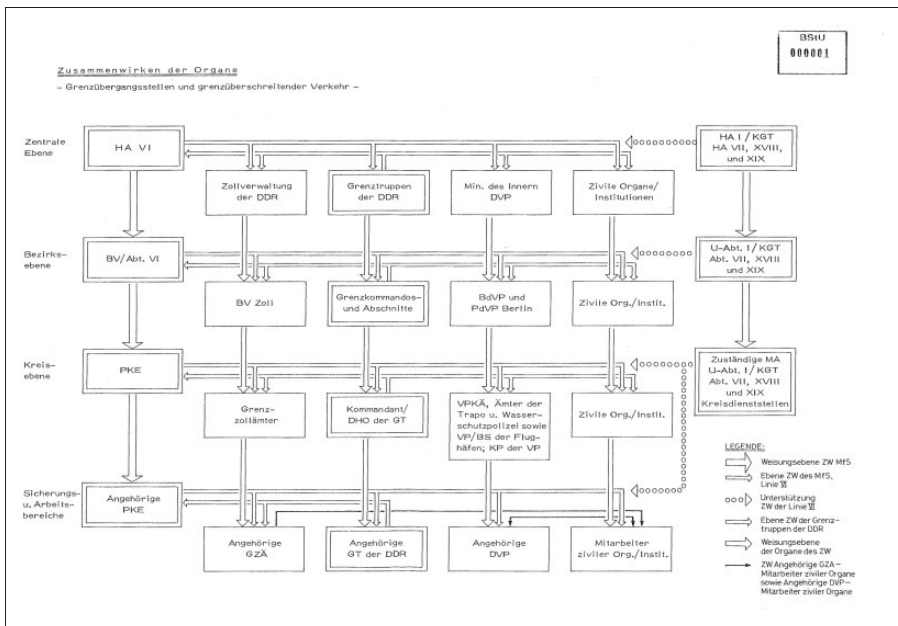 BStU
000001
Zusammenwirken der Organe
– Grenzübergangsstellen und grenzüberschreitender Verkehr –
Zentrale
Ebene
HA VI
HA I / KGT
HA VII, XVIII,
und XIX
Zollverwaltung
der DDR
Grenztruppen
der DDR
Min. des Innern
DVP
Zivile Organe/
Institutionen
Bezirks-
ebene
BV/Abt. VI
U-Abt. I / KGT
Abt. VII, XVIII
und XIX
BV Zoll
Grenzkommandos-
und Abschnitte
BdVP und
PdVP Berlin
Zivile Org./Instit.
Kreis-
ebene
PKE
Zuständige MA
U-Abt. I / KGT
Abt. VII, XVIII
und XIX
Kreisdienststellen
Grenz-
zollämter
Kommandant/
DHO der GT
VPKÄ, Ämter der
Trapo u. Wasser-
schutzpolizei sowie
VP/BS der Flug-
häfen; KP der VP
Zivile Org./Instit.
Sicherungs-
u. Arbeits-
bereiche
Angehörige
PKE
Angehörige
GZÄ
Angehörige
GT der DDR
Angehörige
DVP
Mitarbeiter
ziviler Org./Instit.
LEGENDE:
Weisungsebene ZW MfS
Ebene ZW des MfS,
Linie VI
Unterstützung
ZW der Linie VI
Ebene ZW der Grenz-
truppen der DDR
Weisungsebene
der Organe des ZW
ZW Angehörige GZA–
Mitarbeiter ziviler Organe
sowie Angehörige DVP–
Mitarbeiter ziviler Organe